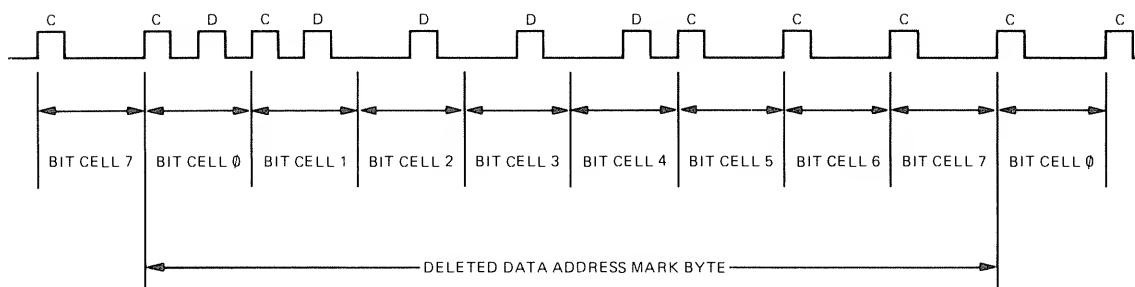 C C D C D D D D C C C C C
BIT CELL 7 BIT CELL Ø BIT CELL 1 BIT CELL 2 BIT CELL 3 BIT CELL 4 BIT CELL 5 BIT CELL 6 BIT CELL 7 BIT CELL Ø
DELETED DATA ADDRESS MARK BYTE